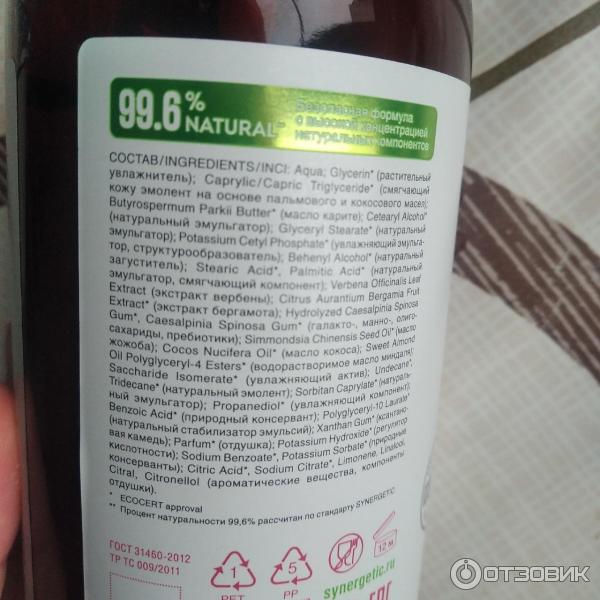 99.6%
NATURAL**
Безопасная формула
с высокой концентрацией
натуральных компонентов
СОСТАВ/INGREDIENTS/INCI: Aqua; Glycerin* (растительный
увлажнитель); Caprylic/Capric Triglyceride* (смягчающий
кожу эмолент на основе пальмового и кокосового масел);
Butyrospermum Parkii Butter* (масло карите); Cetearyl Alcohol*
(натуральный эмульгатор); Glyceryl Stearate* (натуральный
эмульгатор); Potassium Cetyl Phosphate* (увлажняющий эмульга-
тор, структурообразователь); Behenyl Alcohol* (натуральный
загуститель); Stearic Acid*, Palmitic Acid* (натуральный
эмульгатор, смягчающий компонент); Verbena Officinalis Leaf
Extract (экстракт вербены); Citrus Aurantium Bergamia Fruit
Extract* (экстракт бергамота); Hydrolyzed Caesalpinia Spinosa
Gum*, Caesalpinia Spinosa Gum* (галакто-, манно-, олиго-
сахариды, пребиотики); Simmondsia Chinensis Seed Oil* (масло
жожоба); Cocos Nucifera Oil* (масло кокоса); Sweet Almond
Oil Polyglyceryl-4 Esters* (водорастворимое масло миндаля);
Saccharide Isomerate* (увлажняющий актив); Undecane*,
Tridecane* (натуральный эмолент); Sorbitan Caprylate* (натураль-
ный эмульгатор); Propanediol* (увлажняющий компонент);
Benzoic Acid* (природный консервант); Polyglyceryl-10 Laurate*
(натуральный стабилизатор эмульсий); Xanthan Gum* (ксантано-
вая камедь); Parfum* (отдушка); Potassium Hydroxide* (регулятор
кислотности); Sodium Benzoate*, Potassium Sorbate* (природные
консерванты); Citric Acid*, Sodium Citrate*, Limonene, Linalool,
Citral, Citronellol (ароматические вещества, компоненты
отдушки).
* ECOCERT approval
** Процент натуральности 99,6% рассчитан по стандарту SYNERGETIC.
ГОСТ 31460-2012
ТР ТС 009/2011
1
PET
5
PP
12 М
synergetic.ru
ОТЗОВИК